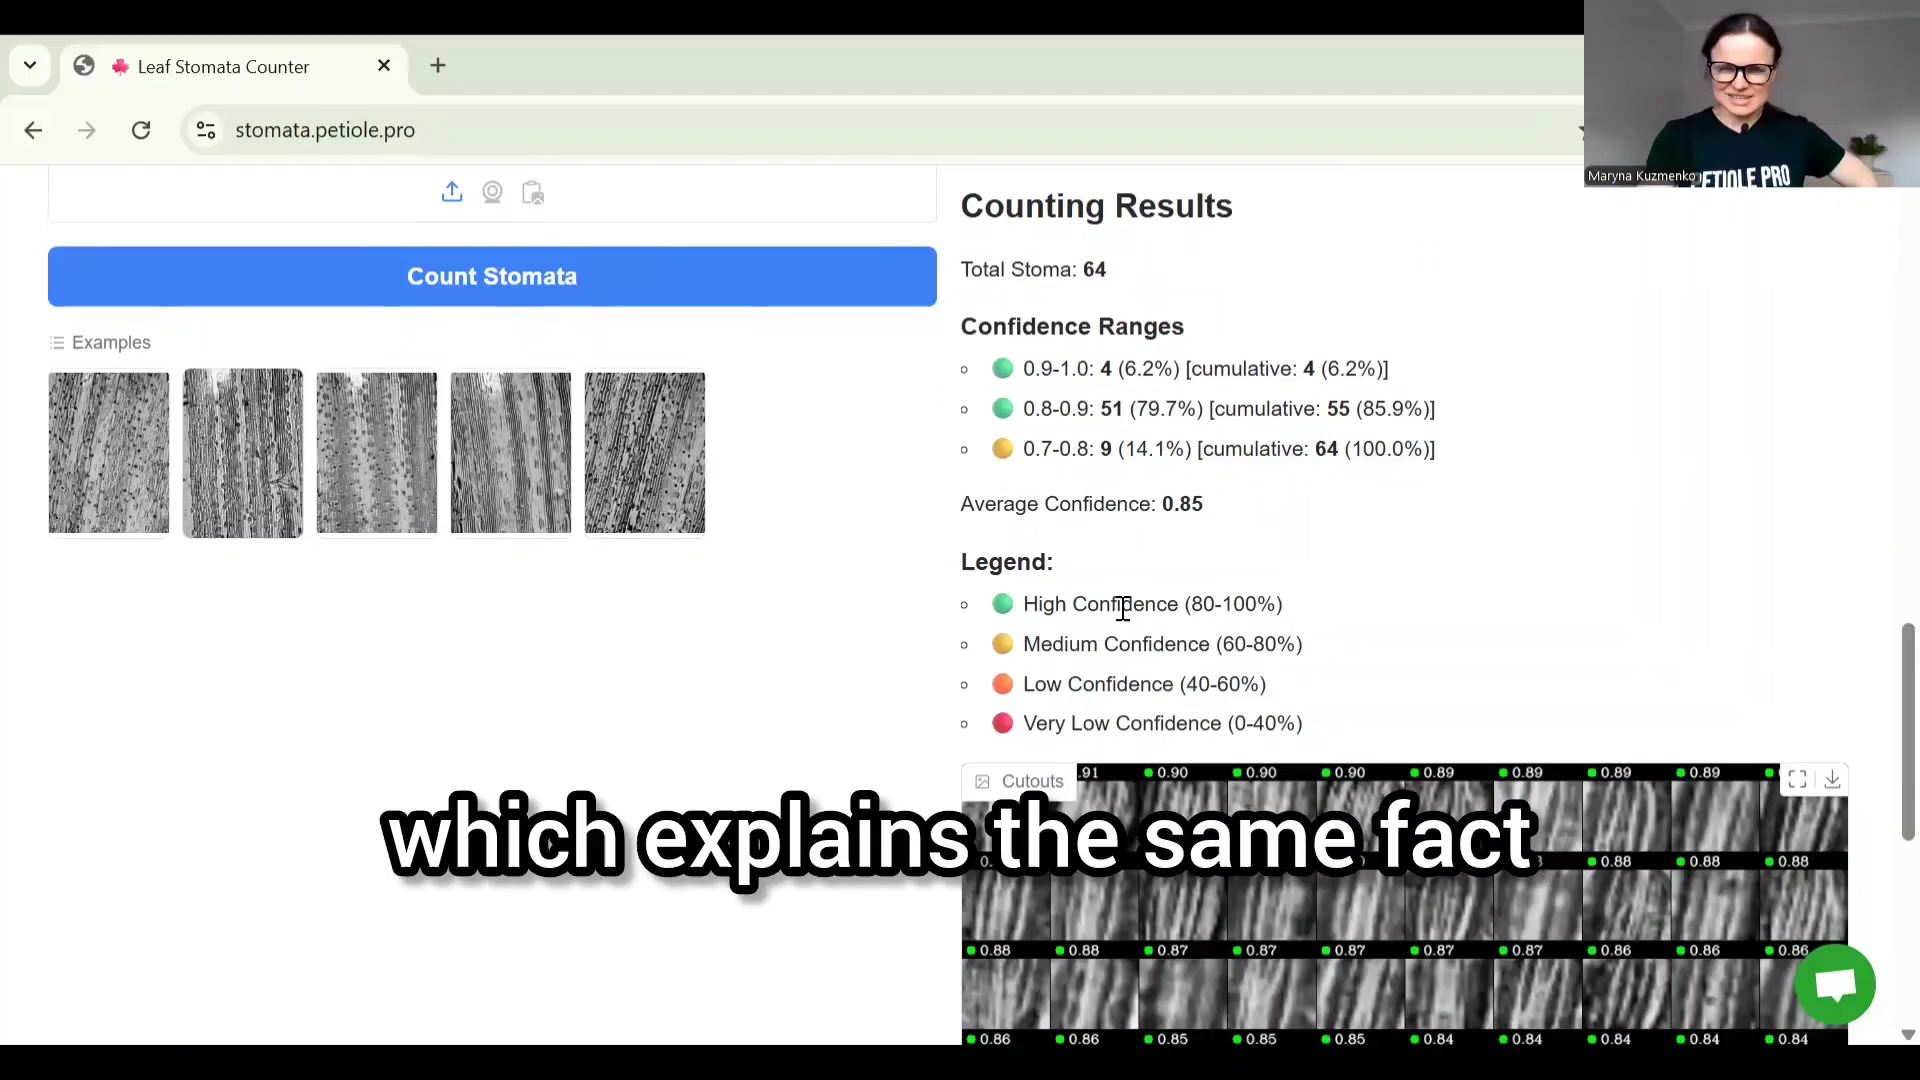 Leaf Stomata Counter
stomata.petiole.pro
Maryna Kuzmenko
PETIOLE PRO
Count Stomata
Examples
Counting Results
Total Stoma: 64
Confidence Ranges
0.9-1.0: 4 (6.2%) [cumulative: 4 (6.2%)]
0.8-0.9: 51 (79.7%) [cumulative: 55 (85.9%)]
0.7-0.8: 9 (14.1%) [cumulative: 64 (100.0%)]
Average Confidence: 0.85
Legend:
High Confidence (80-100%)
Medium Confidence (60-80%)
Low Confidence (40-60%)
Very Low Confidence (0-40%)
Cutouts
.91 0.90 0.90 0.90 0.89 0.89 0.89 0.89
which explains the same fact
0.88 0.88 0.88
0.88 0.88 0.87 0.87 0.87 0.87 0.87 0.86 0.86 0.86
0.86 0.86 0.85 0.85 0.85 0.84 0.84 0.84 0.84 0.84